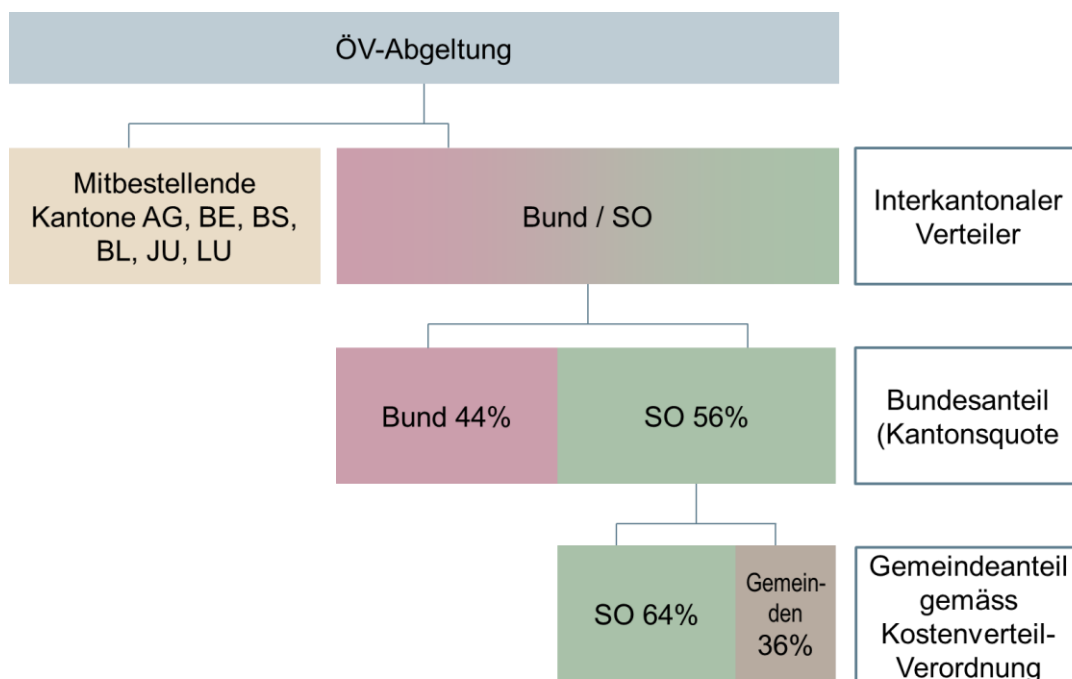 ÖV-Abgeltung
Mitbestellende
Kantone AG, BE, BS,
BL, JU, LU
Bund / SO
Interkantonaler
Verteiler
Bund 44%
SO 56%
Bundesanteil
(Kantonsquote
SO 64%
Gemein-
den
36%
Gemeindeanteil
gemäss
Kostenverteil-
Verordnung